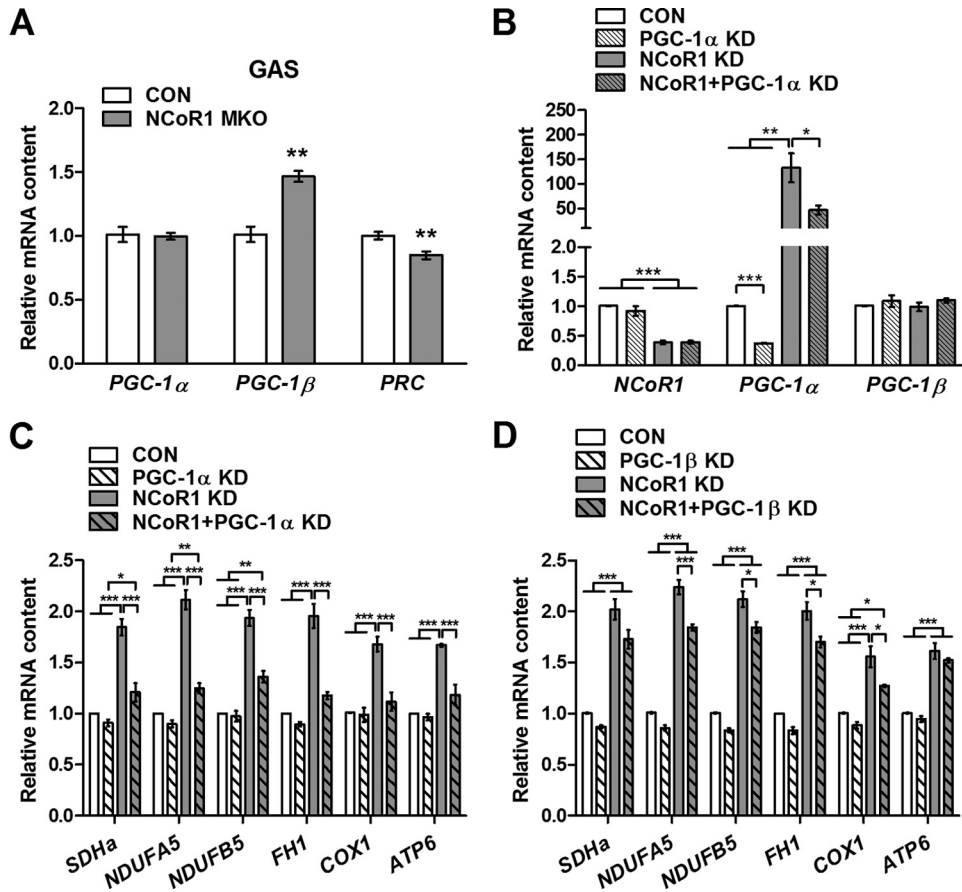 A
GAS
CON
NCoR1 MKO
Relative mRNA content
2.0
1.5
1.0
0.5
0.0
**
**
PGC-1α
PGC-1β
PRC
B
CON
PGC-1α KD
NCoR1 KD
NCoR1+PGC-1α KD
Relative mRNA content
250
200
150
100
50
2.0
1.5
1.0
0.5
0.0
***
***
**
*
NCoR1
PGC-1α
PGC-1β
C
CON
PGC-1α KD
NCoR1 KD
NCoR1+PGC-1α KD
Relative mRNA content
2.5
2.0
1.5
1.0
0.5
0.0
*
*** ***
**
*** ***
**
*** ***
*** ***
*** ***
*** ***
SDHa
NDUFA5
NDUFB5
FH1
COX1
ATP6
D
CON
PGC-1β KD
NCoR1 KD
NCoR1+PGC-1β KD
Relative mRNA content
2.5
2.0
1.5
1.0
0.5
0.0
***
***
***
***
*
***
*
*
*** *
***
SDHa
NDUFA5
NDUFB5
FH1
COX1
ATP6